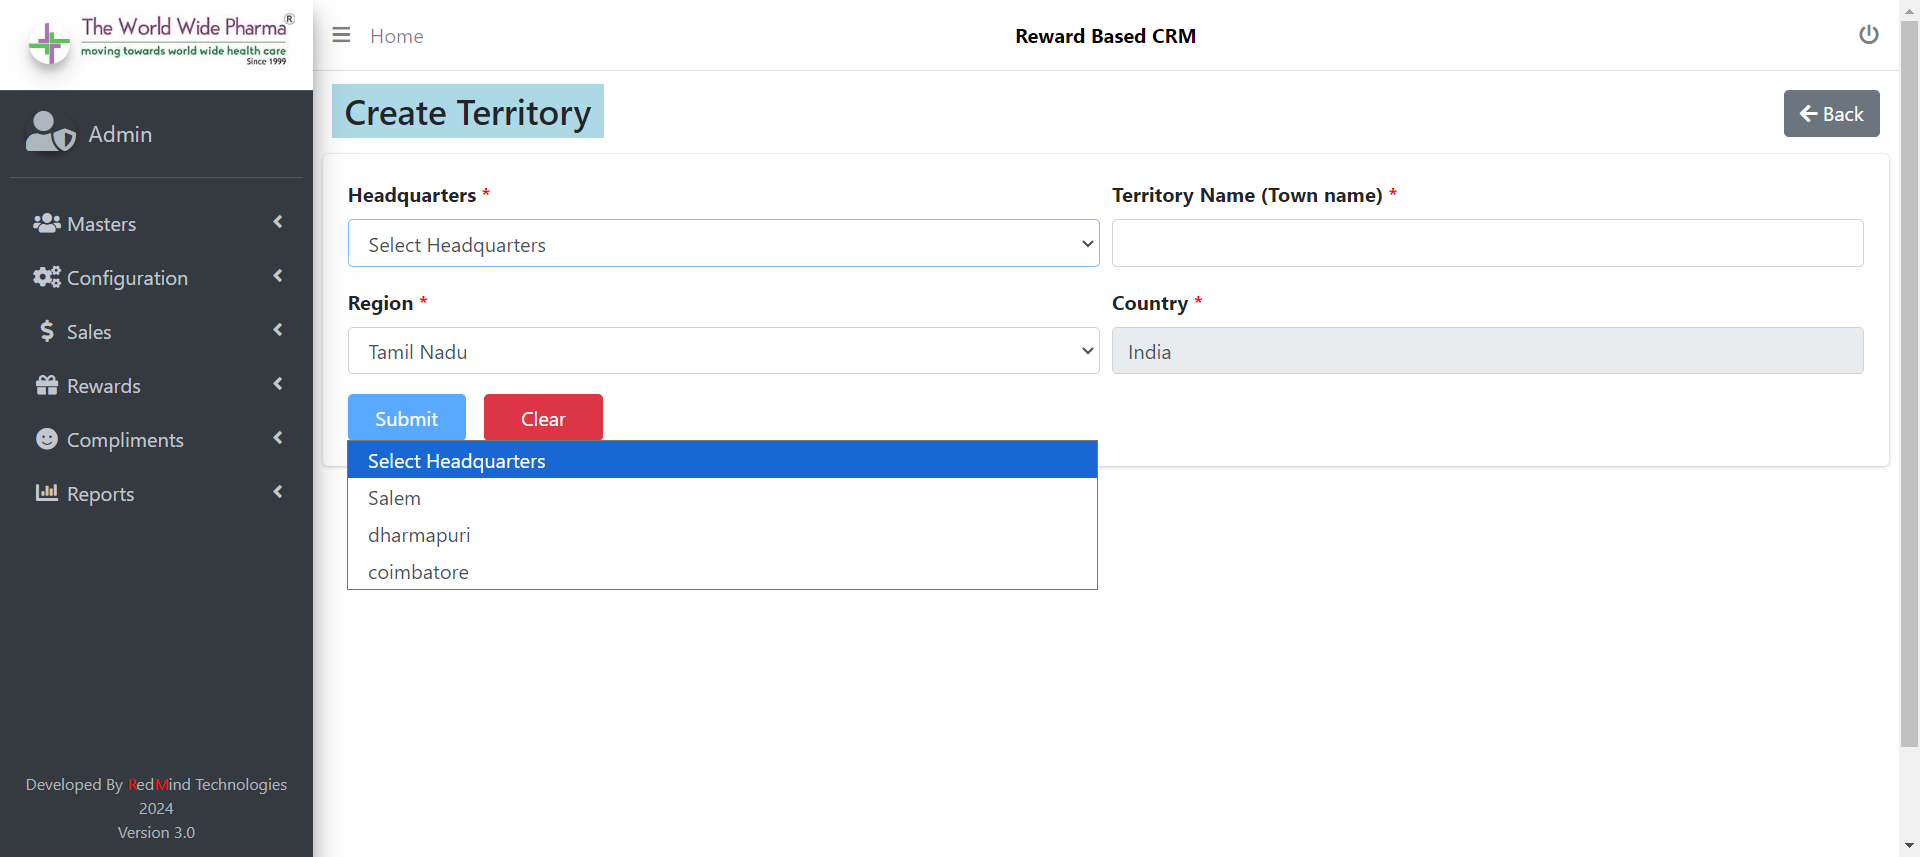 The World Wide Pharma®
moving towards world wide health care
Since 1999
Admin
Masters
Configuration
Sales
Rewards
Compliments
Reports
Developed By RedMind Technologies
2024
Version 3.0
Home
Reward Based CRM
Create Territory
Back
Headquarters *
Territory Name (Town name) *
Select Headquarters
Region *
Country *
Tamil Nadu
India
Submit
Clear
Select Headquarters
Salem
dharmapuri
coimbatore